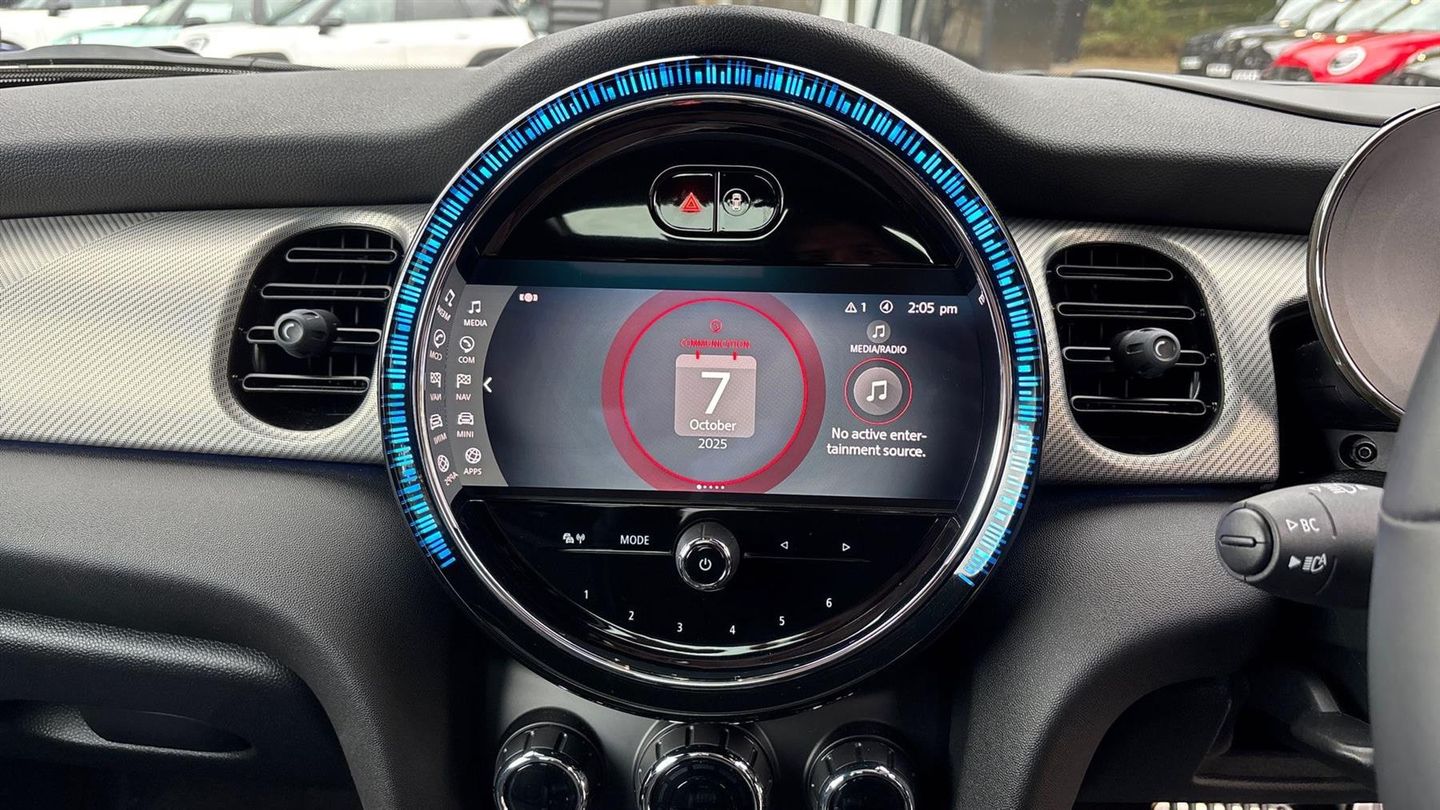 1 2:05 pm
MEDIA
COM
NAV
MINI
APPS
COMMUNICATION
7
October
2025
MEDIA/RADIO
No active enter-
tainment source.
MODE
1 2 3 4 5 6
BC